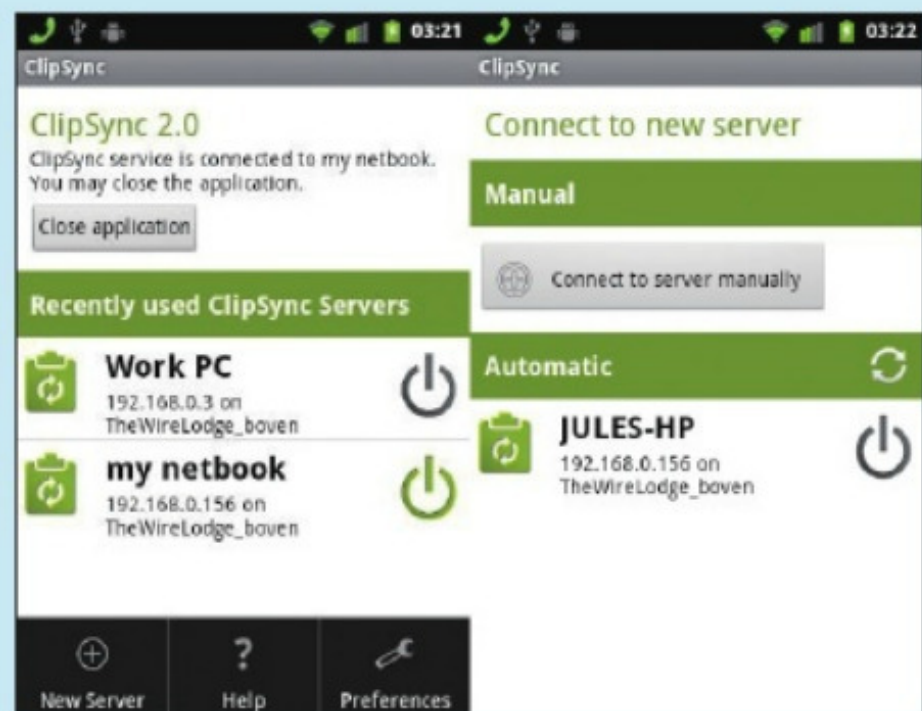 03:21
ClipSync
ClipSync 2.0
ClipSync service is connected to my netbook.
You may close the application.
Close application
Recently used ClipSync Servers
Work PC
192.168.0.3 on
TheWireLodge_boven
my netbook
192.168.0.156 on
TheWireLodge_boven
New Server
Help
Preferences
03:22
ClipSync
Connect to new server
Manual
Connect to server manually
Automatic
JULES-HP
192.168.0.156 on
TheWireLodge_boven